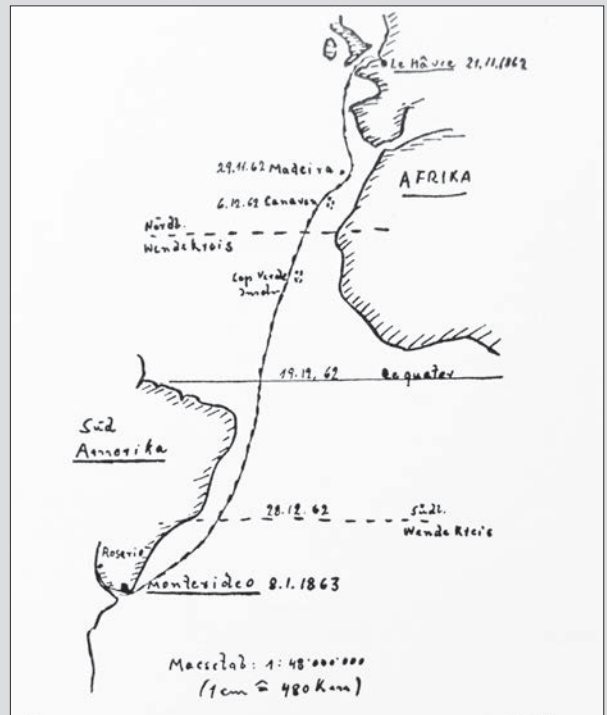 Le Hâvre 21.11.1862
29.11.62 Madeira
AFRIKA
6.12.62 Canaren
Nördl.
Wendekreis
Cap Verde
Inseln
19.12.62 Aequator
Süd
Amerika
28.12.62 Südl.
Wendekreis
Rosario
Montevideo 8.1.1863
Massstab: 1:48'000'000
(1cm ≙ 480 Km)